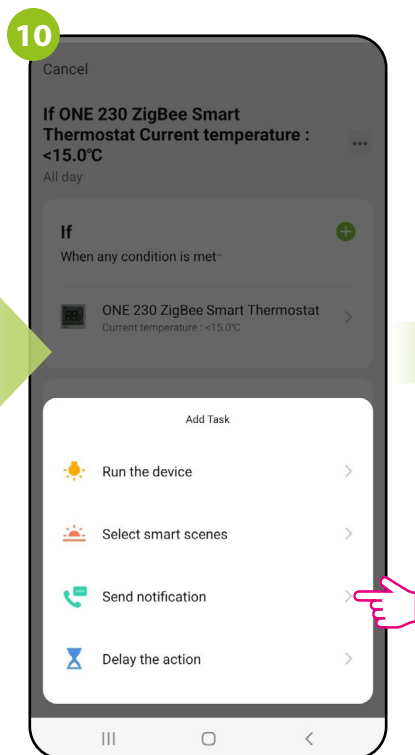 10
Cancel
If ONE 230 ZigBee Smart
Thermostat Current temperature :
<15.0°C
All day
If
When any condition is met
ONE 230 ZigBee Smart Thermostat
Current temperature : <15.0°C
Add Task
Run the device
Select smart scenes
Send notification
Delay the action